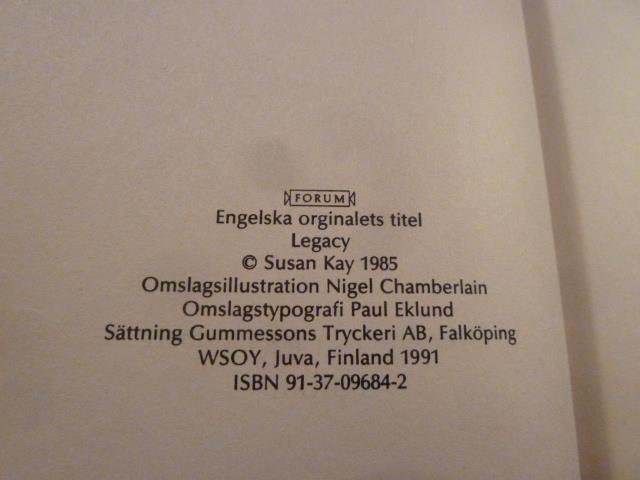 FORUM
Engelska orginalets titel
Legacy
© Susan Kay 1985
Omslagsillustration Nigel Chamberlain
Omslagstypografi Paul Eklund
Sättning Gummessons Tryckeri AB, Falköping
WSOY, Juva, Finland 1991
ISBN 91-37-09684-2